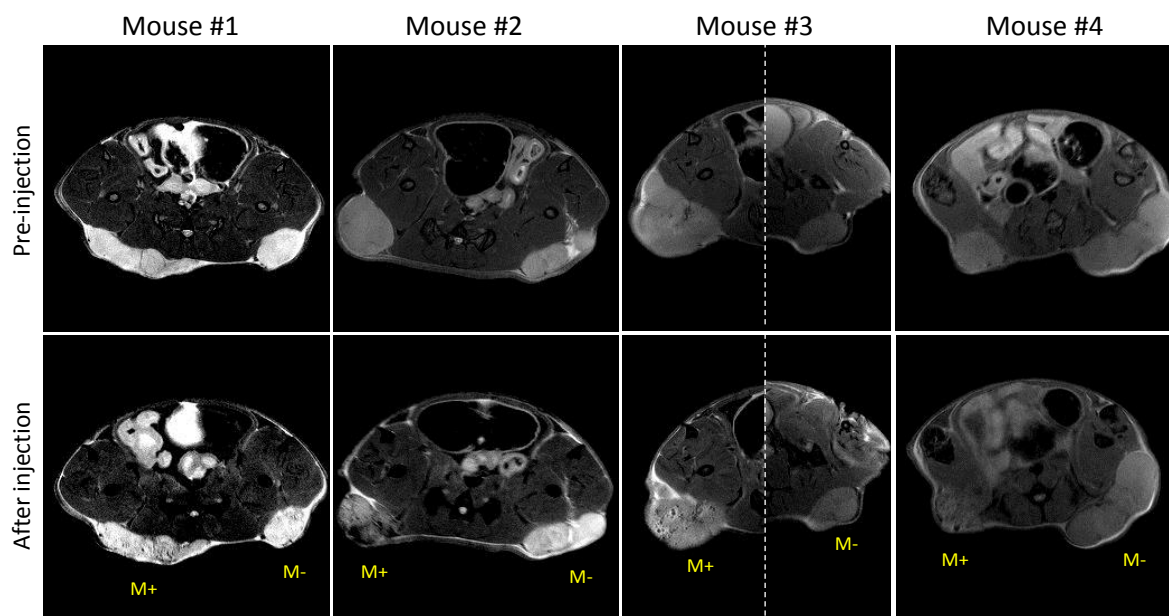 Mouse #1 Mouse #2 Mouse #3 Mouse #4
Pre-injection
After injection
M+ M- M+ M- M+ M- M+ M-